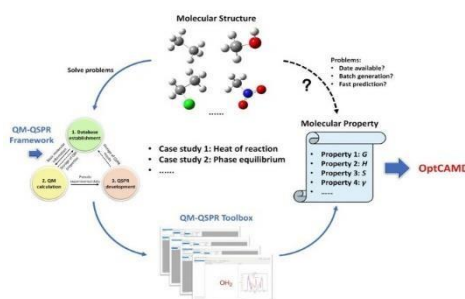 Molecular Structure
Solve problems
Problems:
• Date available?
• Batch generation?
• Fast prediction?
?
......
QM-QSPR
Framework
1. Database
establishment
2. QM
calculation
3. QSPR
development
• Case study 1: Heat of reaction
• Case study 2: Phase equilibrium
• ......
Molecular Property
• Property 1: G
• Property 2: H
• Property 3: S
• Property 4: γ
• ......
OptCAMD
QM-QSPR Toolbox
OH₂